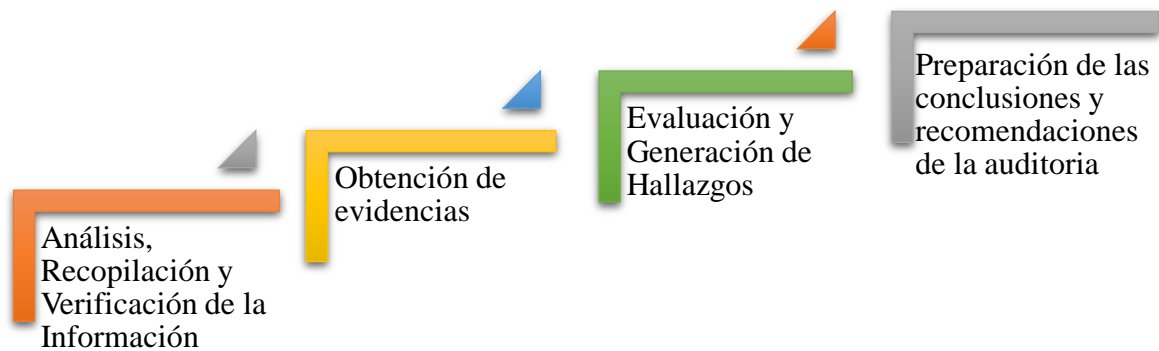 Análisis,
Recopilación y
Verificación de la
Información
Obtención de
evidencias
Evaluación y
Generación de
Hallazgos
Preparación de las
conclusiones y
recomendaciones
de la auditoria